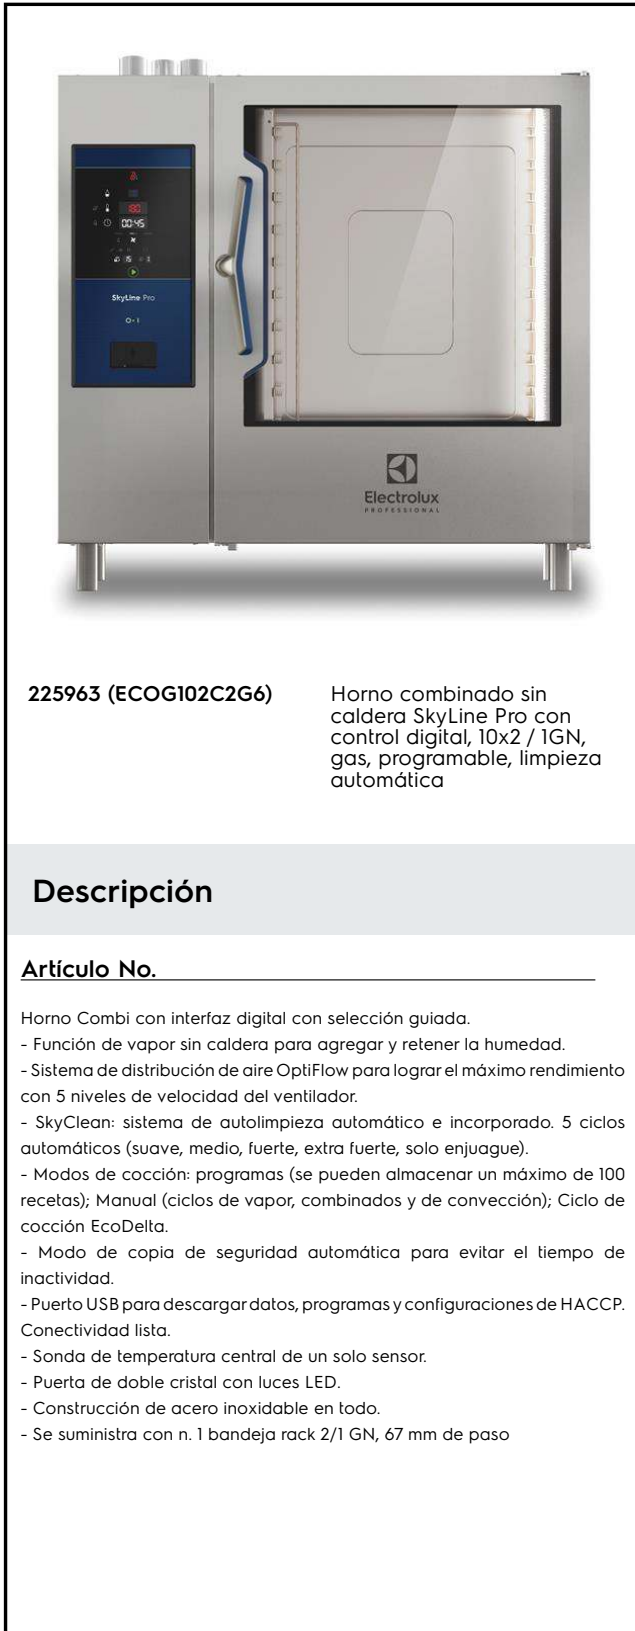 180
00:45
15
SkyLine Pro
Electrolux
PROFESSIONAL
225963 (ECOG102C2G6)
Horno combinado sin
caldera SkyLine Pro con
control digital, 10x2 / 1GN,
gas, programable, limpieza
automática
Descripción
Artículo No.
Horno Combi con interfaz digital con selección guiada.
- Función de vapor sin caldera para agregar y retener la humedad.
- Sistema de distribución de aire OptiFlow para lograr el máximo rendimiento
con 5 niveles de velocidad del ventilador.
- SkyClean: sistema de autolimpieza automático e incorporado. 5 ciclos
automáticos (suave, medio, fuerte, extra fuerte, solo enjuague).
- Modos de cocción: programas (se pueden almacenar un máximo de 100
recetas); Manual (ciclos de vapor, combinados y de convección); Ciclo de
cocción EcoDelta.
- Modo de copia de seguridad automática para evitar el tiempo de
inactividad.
- Puerto USB para descargar datos, programas y configuraciones de HACCP.
Conectividad lista.
- Sonda de temperatura central de un solo sensor.
- Puerta de doble cristal con luces LED.
- Construcción de acero inoxidable en todo.
- Se suministra con n. 1 bandeja rack 2/1 GN, 67 mm de paso